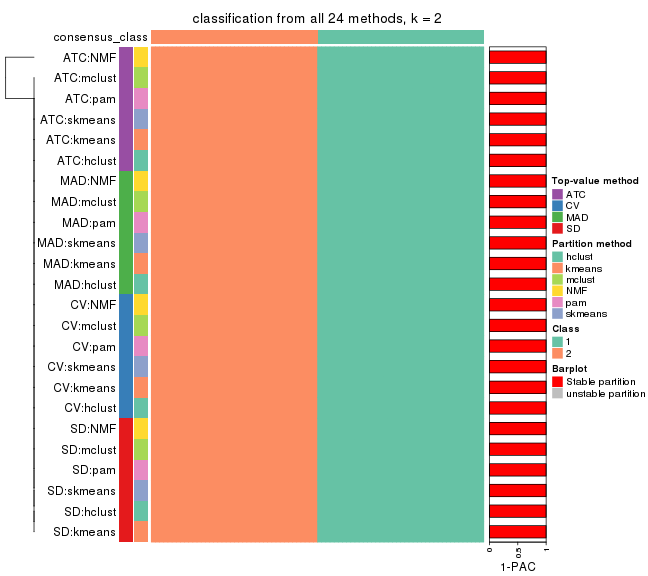 classification from all 24 methods, k = 2
consensus_class
ATC:NMF
ATC:mclust
ATC:pam
ATC:skmeans
ATC:kmeans
ATC:hclust
MAD:NMF
MAD:mclust
MAD:pam
MAD:skmeans
MAD:kmeans
MAD:hclust
CV:NMF
CV:mclust
CV:pam
CV:skmeans
CV:kmeans
CV:hclust
SD:NMF
SD:mclust
SD:pam
SD:skmeans
SD:hclust
SD:kmeans
0
0.5
1
1-PAC
Top-value method
ATC
CV
MAD
SD
Partition method
hclust
kmeans
mclust
NMF
pam
skmeans
Class
1
2
Barplot
Stable partition
unstable partition